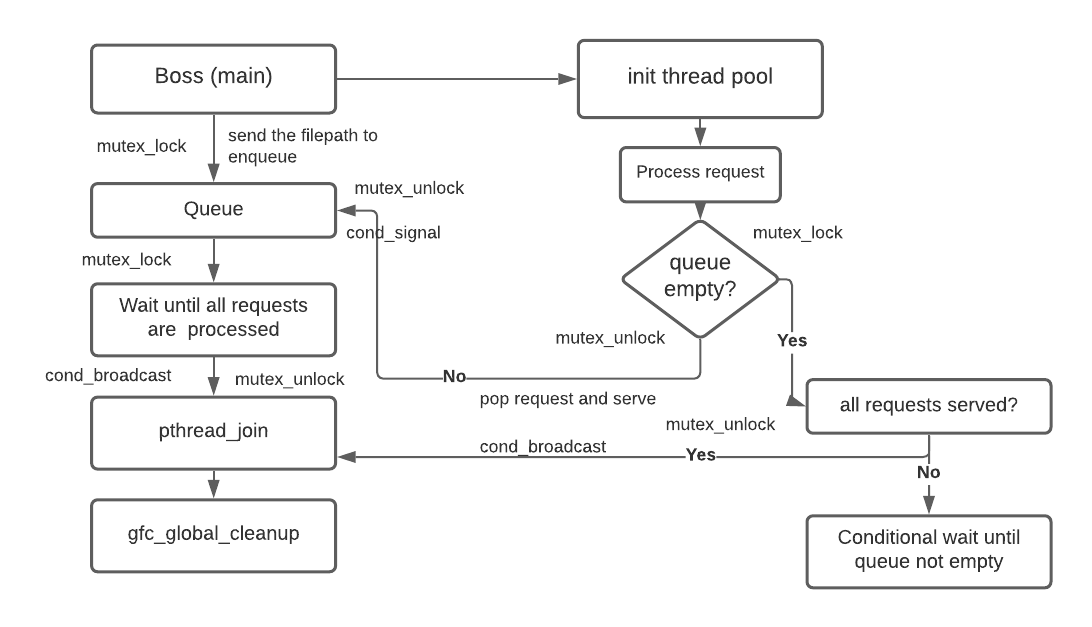 Boss (main)
init thread pool
mutex_lock
send the filepath to
enqueue
Process request
mutex_unlock
Queue
cond_signal
mutex_lock
queue
empty?
mutex_lock
Wait until all requests
are processed
mutex_unlock
Yes
cond_broadcast
mutex_unlock
No
pop request and serve
all requests served?
pthread_join
mutex_unlock
cond_broadcast
Yes
No
gfc_global_cleanup
Conditional wait until
queue not empty